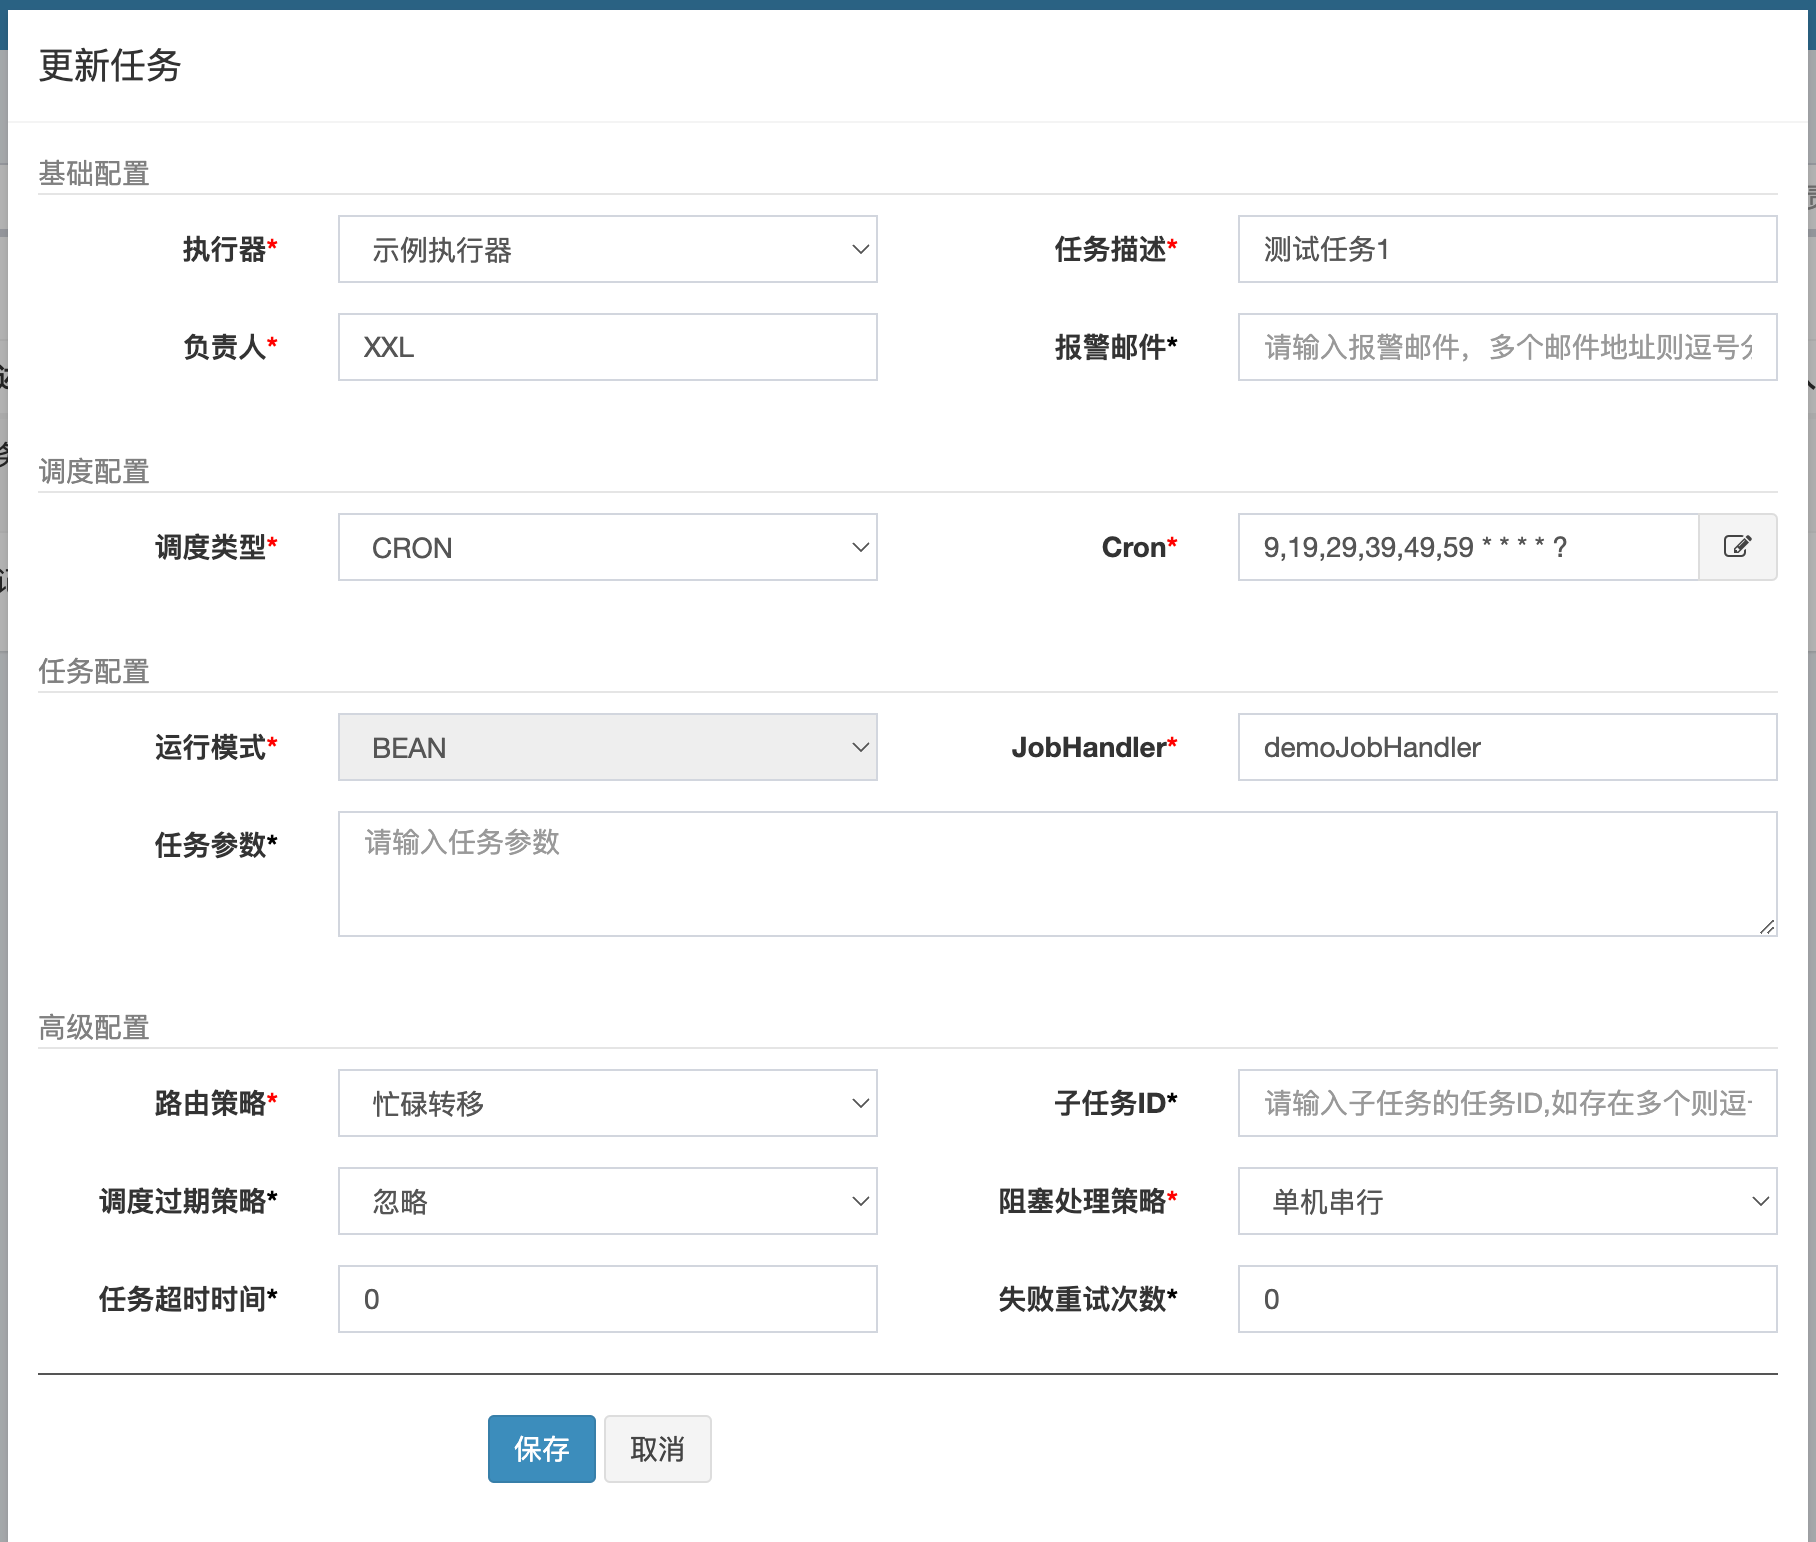 更新任务
基础配置
执行器* 示例执行器 任务描述* 测试任务1
负责人* XXL 报警邮件* 请输入报警邮件，多个邮件地址则逗号分
调度配置
调度类型* CRON Cron* 9,19,29,39,49,59 * * * * ?
任务配置
运行模式* BEAN JobHandler* demoJobHandler
任务参数* 请输入任务参数
高级配置
路由策略* 忙碌转移 子任务ID* 请输入子任务的任务ID,如存在多个则逗
调度过期策略* 忽略 阻塞处理策略* 单机串行
任务超时时间* 0 失败重试次数* 0
保存 取消